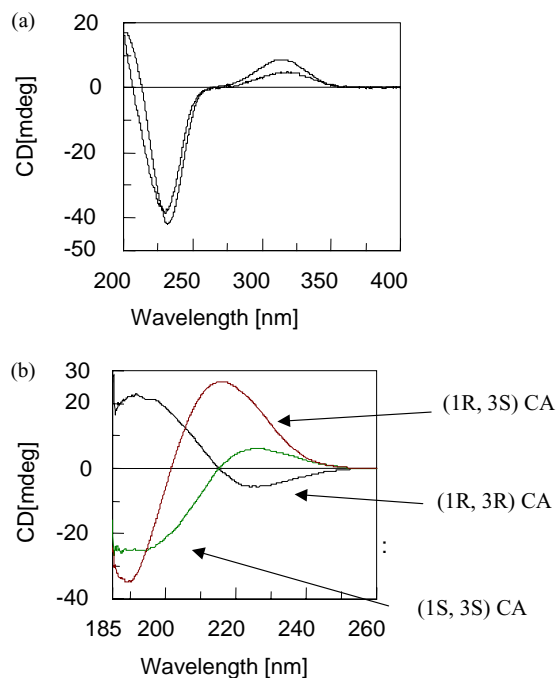 (a)
20
0
-20
-40
-50
CD[mdeg]
200 250 300 350 400
Wavelength [nm]
(b)
30
20
0
-20
-40
CD[mdeg]
185 200 220 240 260
Wavelength [nm]
(1R, 3S) CA
(1R, 3R) CA
:
(1S, 3S) CA